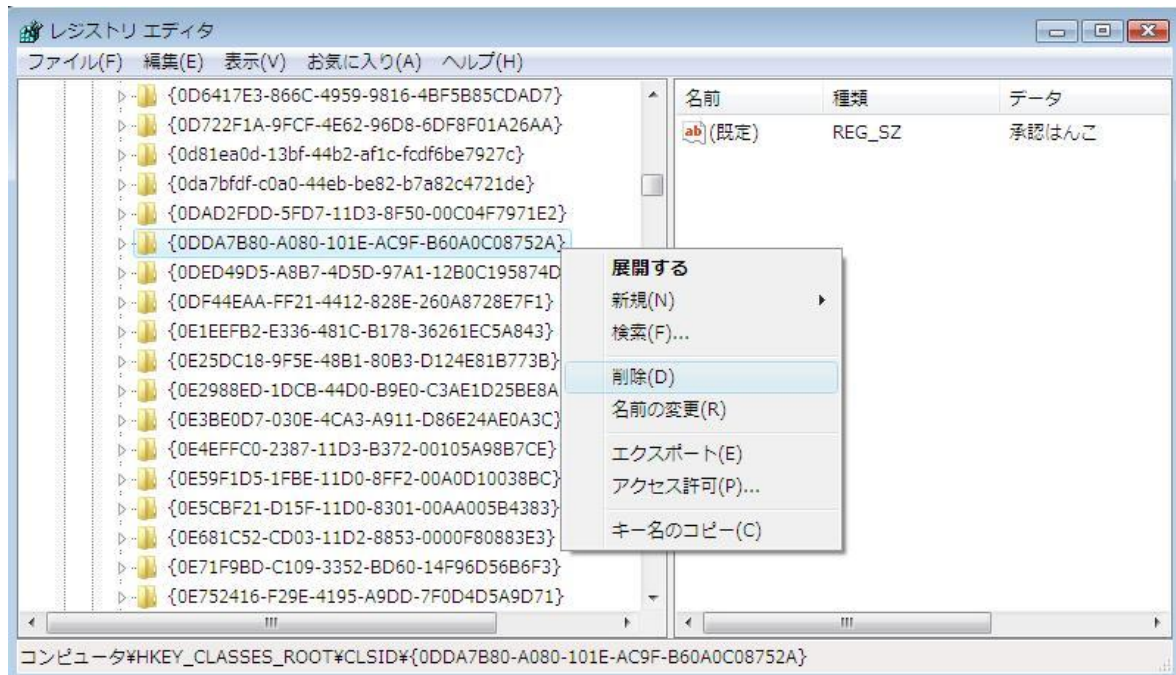 レジストリ エディタ
ファイル(F) 編集(E) 表示(V) お気に入り(A) ヘルプ(H)
{0D6417E3-866C-4959-9816-4BF5B85CDAD7}
{0D722F1A-9FCF-4E62-96D8-6DF8F01A26AA}
{0d81ea0d-13bf-44b2-af1c-fcdf6be7927c}
{0da7bfdf-c0a0-44eb-be82-b7a82c4721de}
{0DAD2FDD-5FD7-11D3-8F50-00C04F7971E2}
{0DDA7B80-A080-101E-AC9F-B60A0C08752A}
{0DED49D5-A8B7-4D5D-97A1-12B0C195874D
{0DF44EAA-FF21-4412-828E-260A8728E7F1}
{0E1EEFB2-E336-481C-B178-36261EC5A843}
{0E25DC18-9F5E-48B1-80B3-D124E81B773B}
{0E2988ED-1DCB-44D0-B9E0-C3AE1D25BE8A
{0E3BE0D7-030E-4CA3-A911-D86E24AE0A3C}
{0E4EFFC0-2387-11D3-B372-00105A98B7CE}
{0E59F1D5-1FBE-11D0-8FF2-00A0D10038BC}
{0E5CBF21-D15F-11D0-8301-00AA005B4383}
{0E681C52-CD03-11D2-8853-0000F80883E3}
{0E71F9BD-C109-3352-BD60-14F96D56B6F3}
{0E752416-F29E-4195-A9DD-7F0D4D5A9D71}
名前 種類 データ
ab (既定) REG_SZ 承認はんこ
展開する
新規(N)
検索(F)...
削除(D)
名前の変更(R)
エクスポート(E)
アクセス許可(P)...
キー名のコピー(C)
コンピュータ¥HKEY_CLASSES_ROOT¥CLSID¥{0DDA7B80-A080-101E-AC9F-B60A0C08752A}